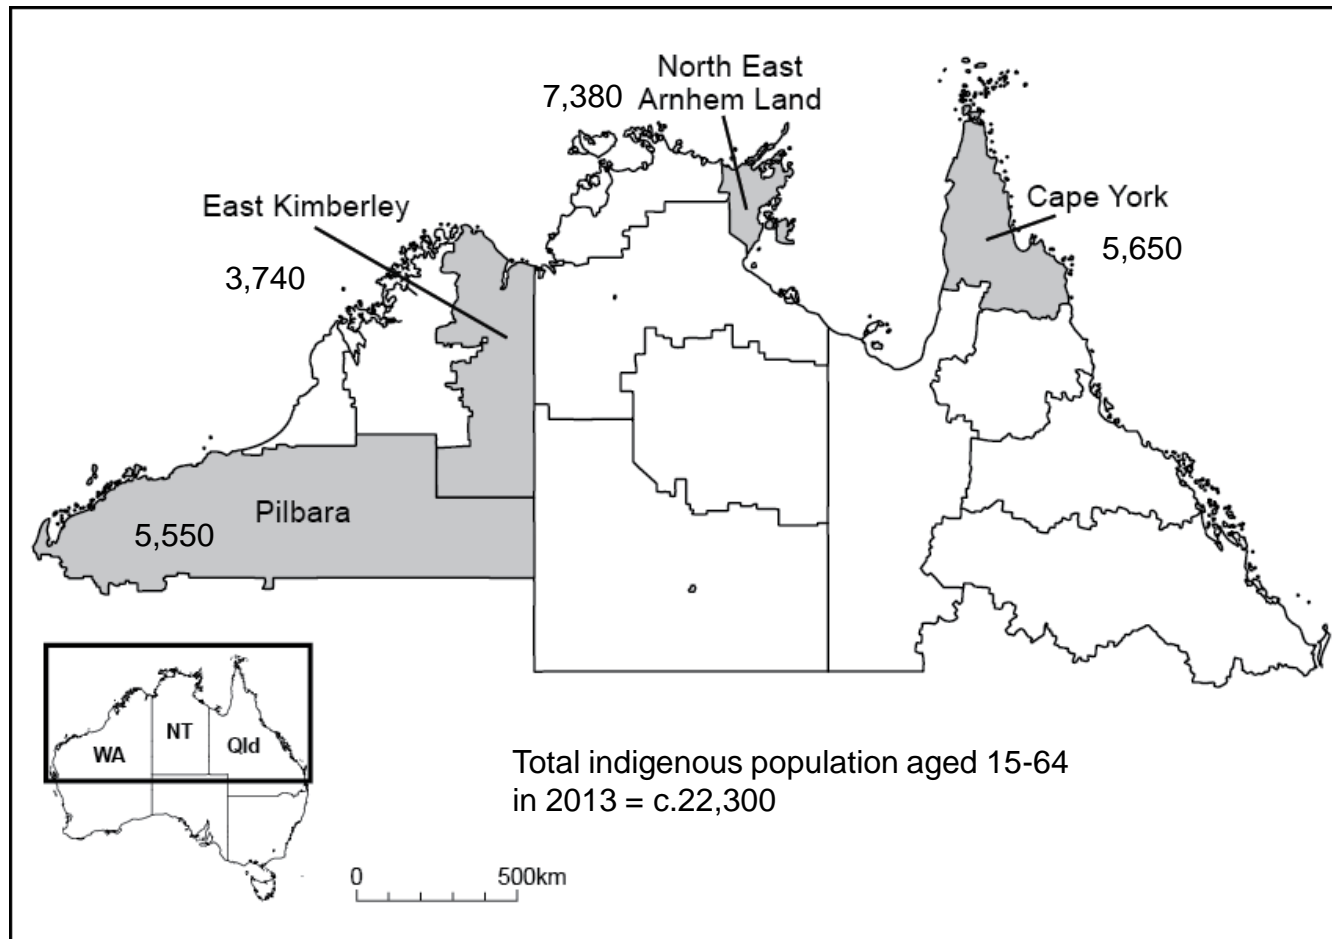 North East
Arnhem Land
7,380
East Kimberley
3,740
Cape York
5,650
Pilbara
5,550
WA
NT
Qld
Total indigenous population aged 15-64
in 2013 = c.22,300
0
500km